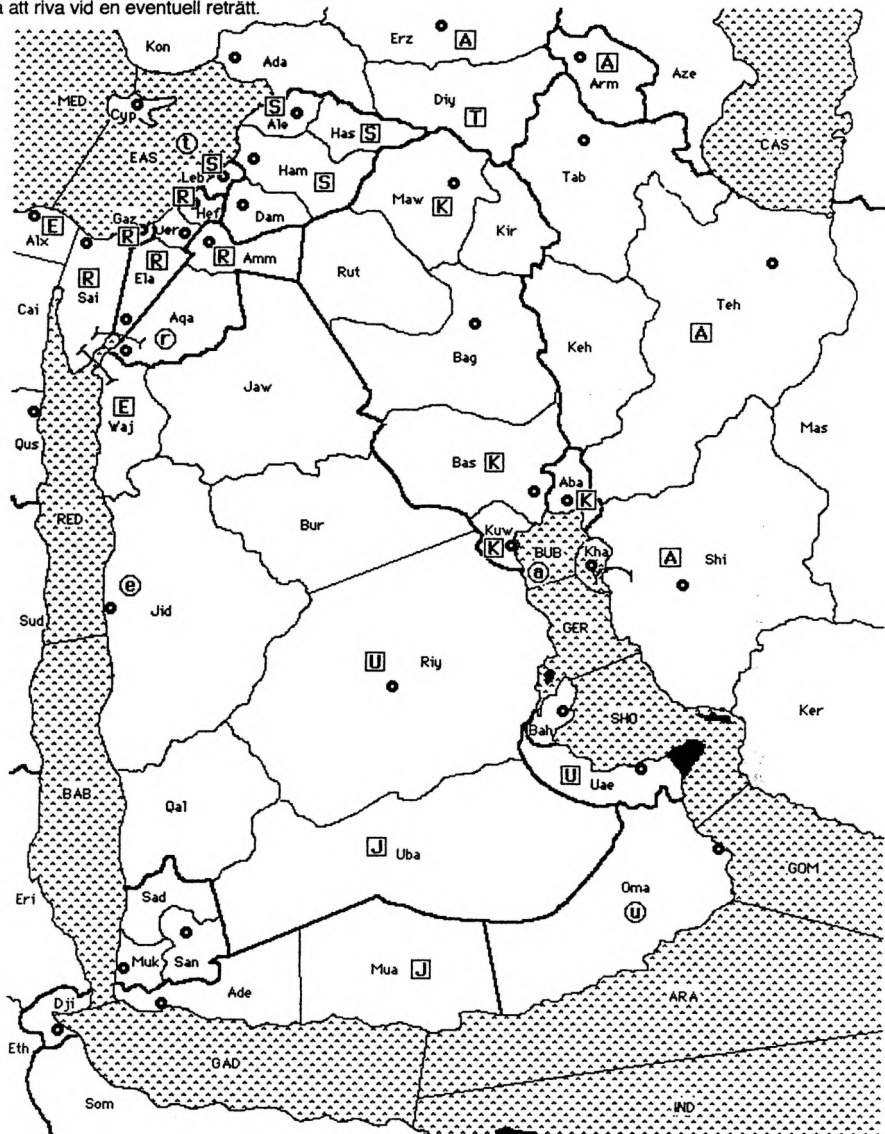 a att riva vid en eventuell reträtt.
Kon
Erz A
Ada
A
Arm
Aze
MED
Cyp
Diy
T
S
Ale
Has S
CAS
EAS
t
S
Leb
Ham
S
Tab
Maw
K
R
Hef
Dam
Kir
E
Alx
Gaz
R
Jer
R Amm
R
Ela
Rut
Teh
A
R
Sai
Cai
Aqa
r
Bag
Keh
Jaw
E
Waj
Qus
Mas
Bas K
Aba
K
RED
Bur
Kuw
K
BUB
a
Kha
A Shi
e
Jid
Sud
GER
U Riy
Ker
SHO
Bah
U Uae
BAB
Qal
J Uba
GOM
Eri
Sad
Oma
u
Muk San
Mua J
Ade
ARA
Dji
Eth
GAD
Som
IND